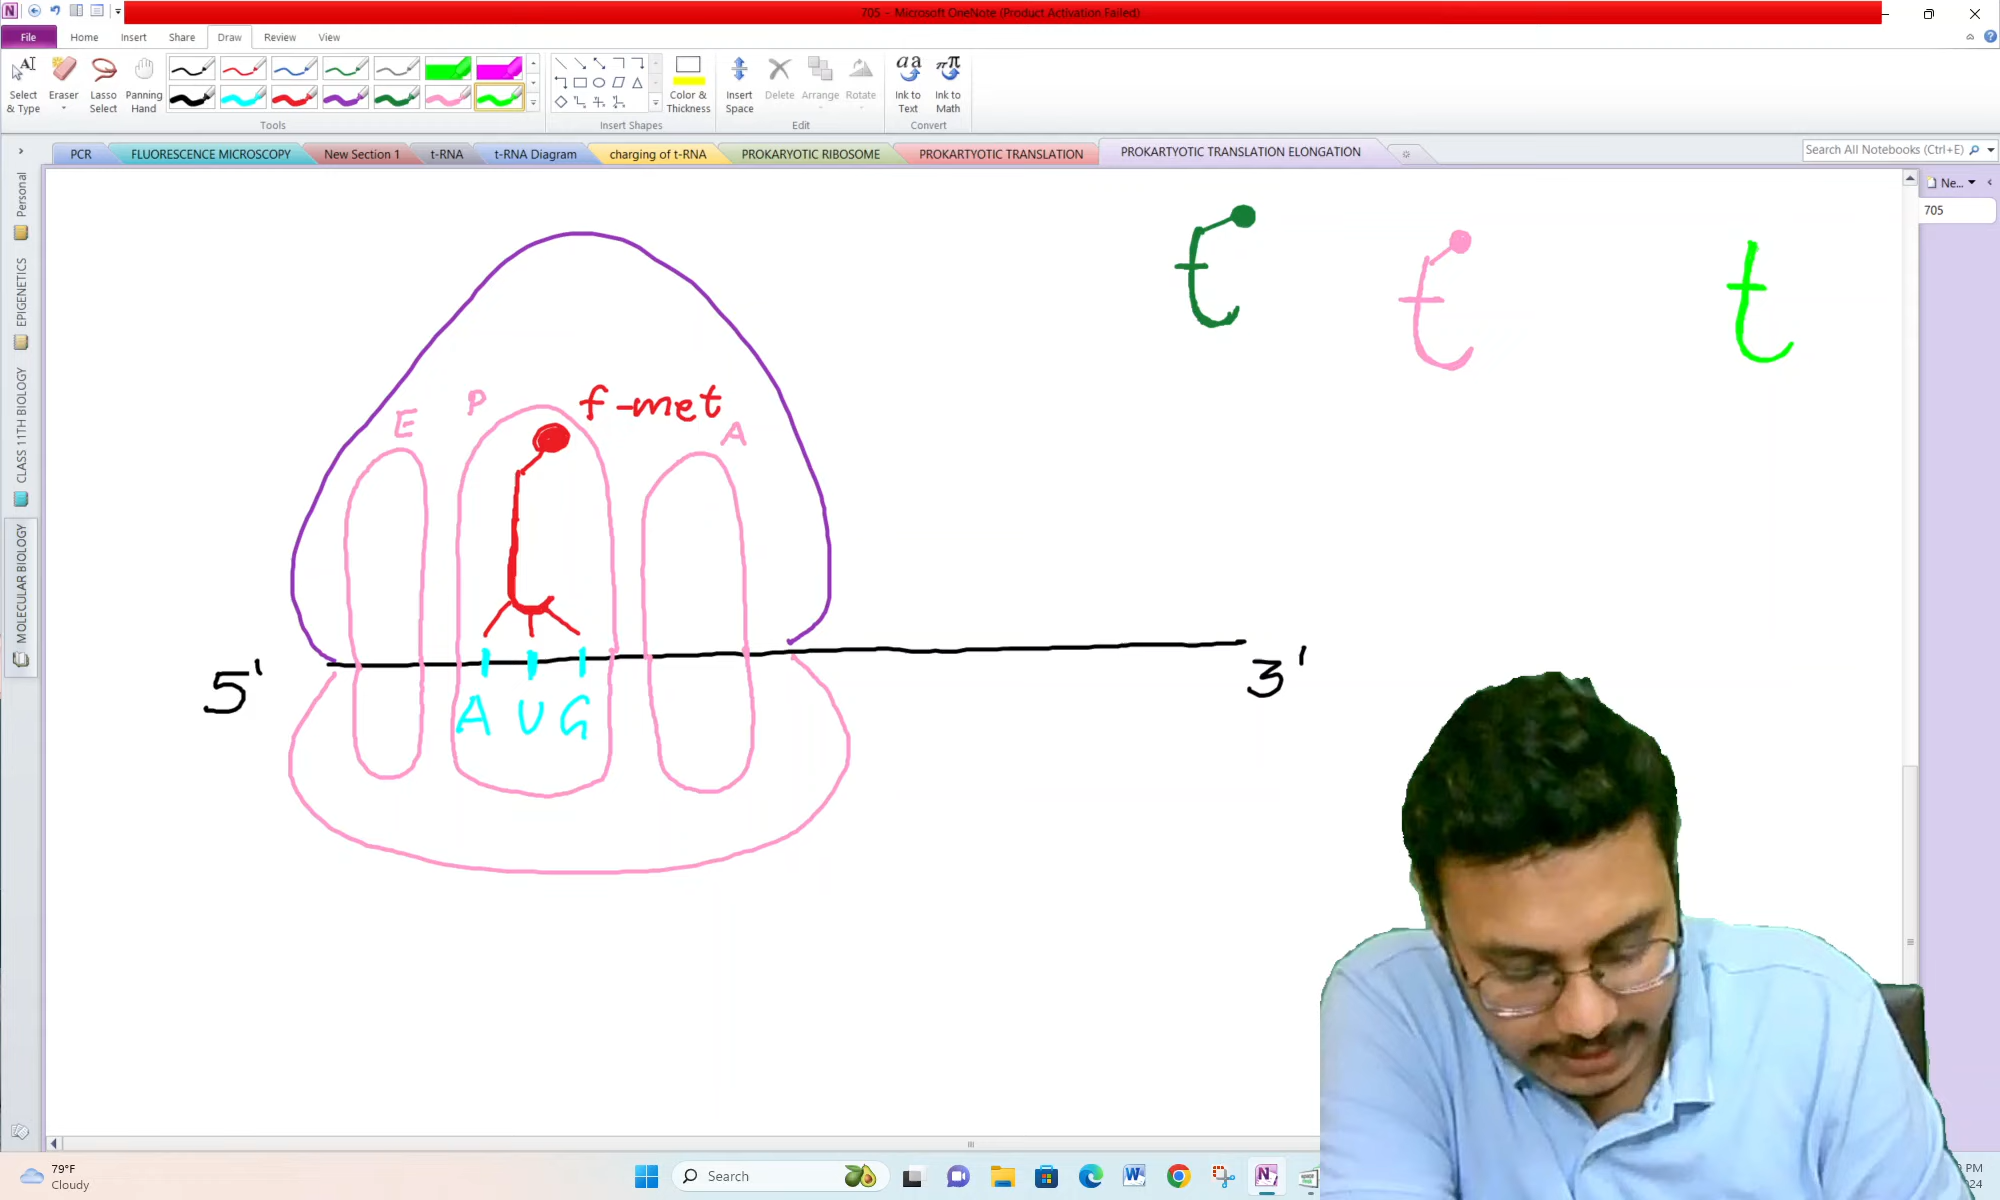 705 - Microsoft OneNote (Product Activation Failed)
File Home Insert Share Draw Review View
Select & Type
Eraser
Lasso Select
Panning Hand
Color & Thickness
Insert Space
Delete
Arrange
Rotate
Ink to Text
Ink to Math
Tools
Insert Shapes
Edit
Convert
PCR
FLUORESCENCE MICROSCOPY
New Section 1
t-RNA
t-RNA Diagram
charging of t-RNA
PROKARYOTIC RIBOSOME
PROKARTYOTIC TRANSLATION
PROKARTYOTIC TRANSLATION ELONGATION
Search All Notebooks (Ctrl+E)
Personal
EPIGENETICS
CLASS 11TH BIOLOGY
MOLECULAR BIOLOGY
Ne...
705
t t t
E P f-met A
5' 3'
A U G
79°F
Cloudy
Search